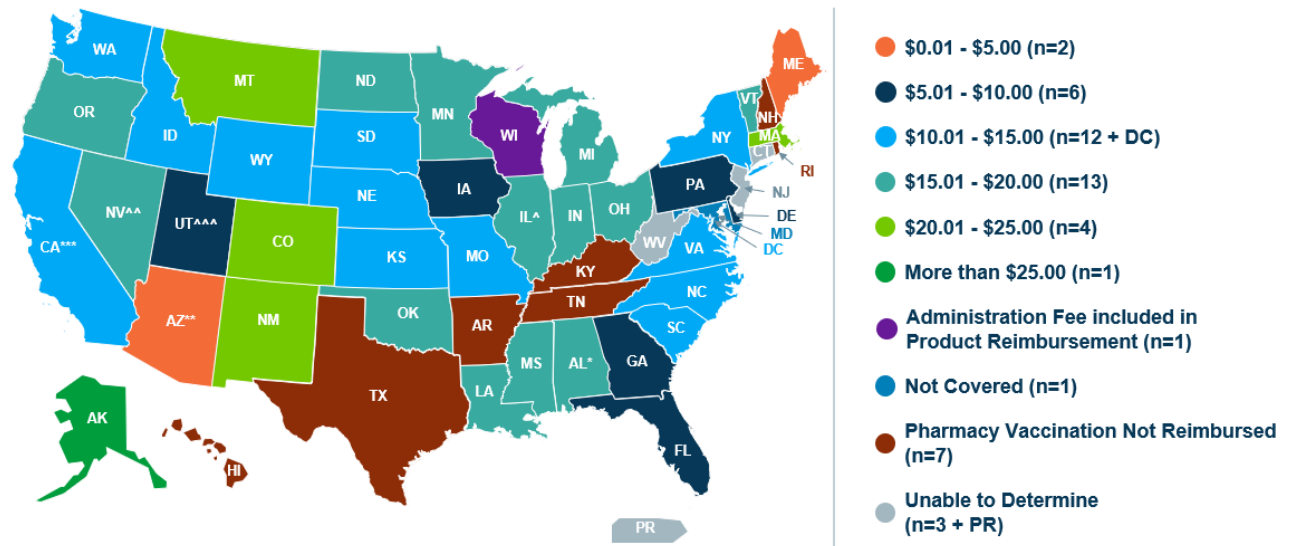 WA
MT
ND
ME
OR
MN
VT
NH
ID
SD
WI
NY
MA
WY
MI
CT
RI
IA
PA
NJ
NE
NV^^
UT^^^
IL^
IN
OH
DE
MD
CA***
CO
KS
MO
WV
VA
DC
KY
AZ**
NM
OK
AR
TN
NC
SC
MS
AL*
GA
TX
LA
AK
FL
HI
PR
$0.01 - $5.00 (n=2)
$5.01 - $10.00 (n=6)
$10.01 - $15.00 (n=12 + DC)
$15.01 - $20.00 (n=13)
$20.01 - $25.00 (n=4)
More than $25.00 (n=1)
Administration Fee included in
Product Reimbursement (n=1)
Not Covered (n=1)
Pharmacy Vaccination Not Reimbursed
(n=7)
Unable to Determine
(n=3 + PR)